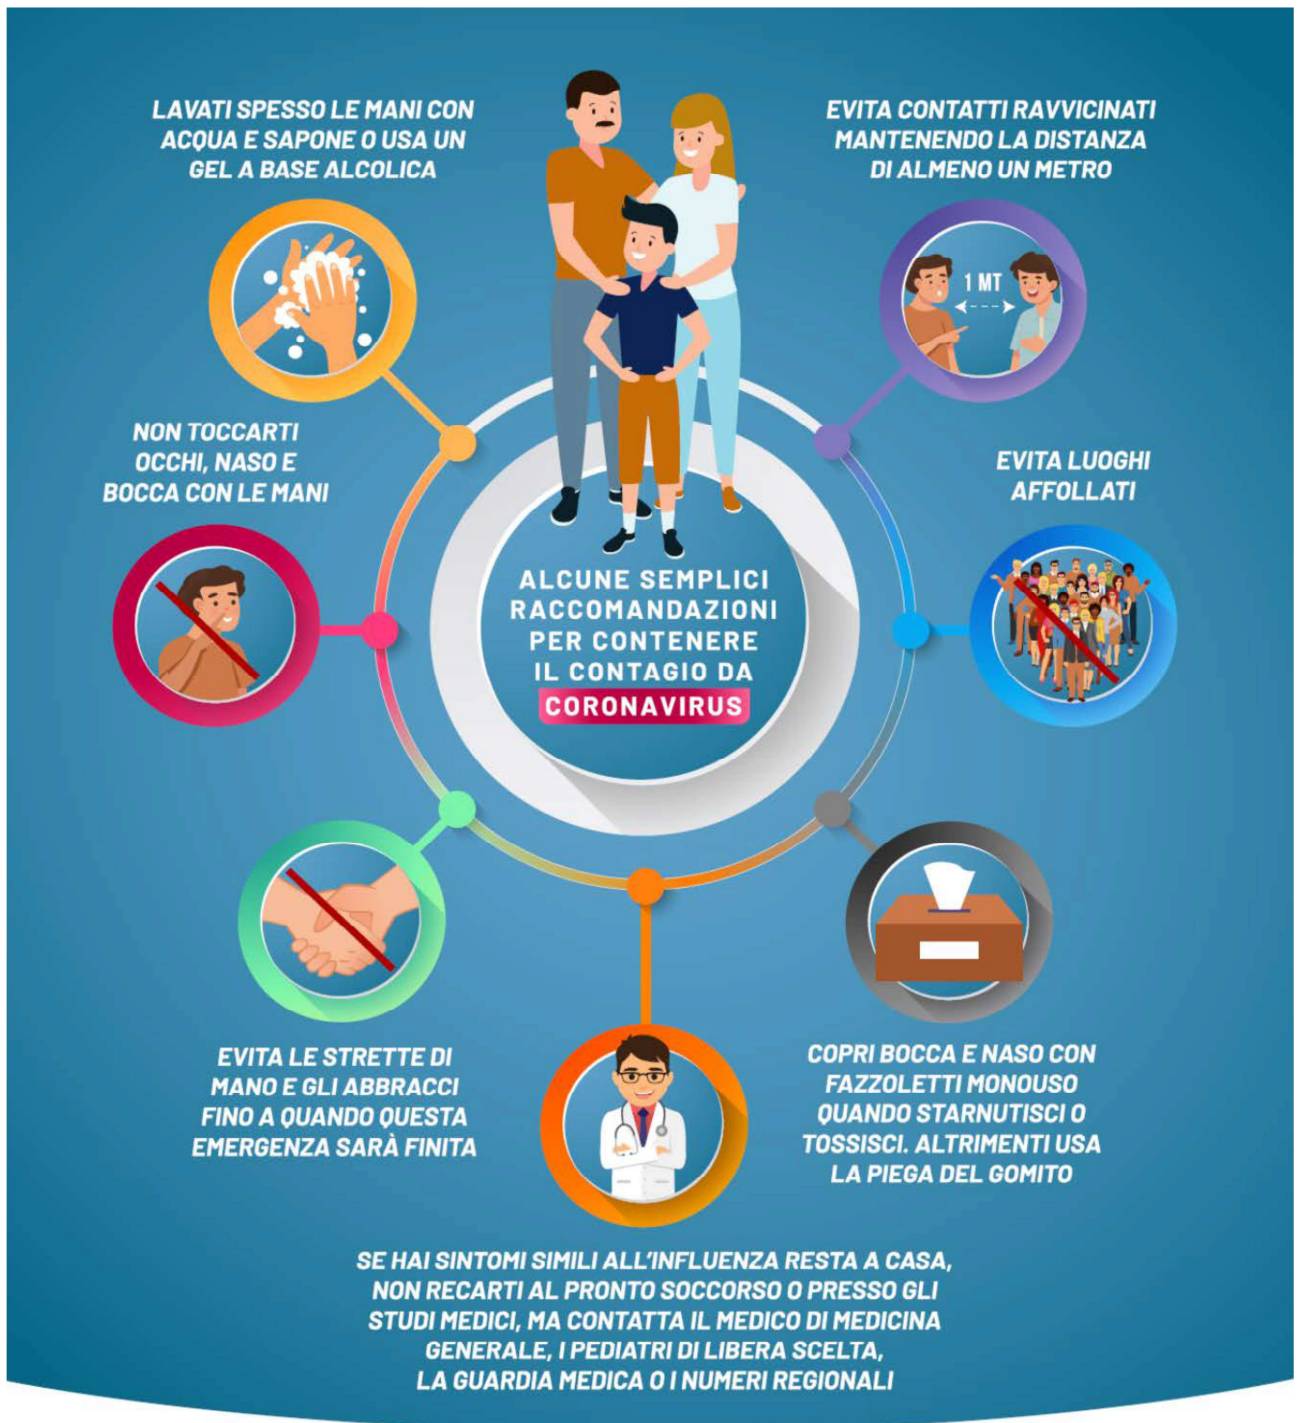 LAVATI SPESSO LE MANI CON
ACQUA E SAPONE O USA UN
GEL A BASE ALCOLICA
EVITA CONTATTI RAVVICINATI
MANTENENDO LA DISTANZA
DI ALMENO UN METRO
1 MT
NON TOCCARTI
OCCHI, NASO E
BOCCA CON LE MANI
EVITA LUOGHI
AFFOLLATI
ALCUNE SEMPLICI
RACCOMANDAZIONI
PER CONTENERE
IL CONTAGIO DA
CORONAVIRUS
EVITA LE STRETTE DI
MANO E GLI ABBRACCI
FINO A QUANDO QUESTA
EMERGENZA SARÀ FINITA
COPRI BOCCA E NASO CON
FAZZOLETTI MONOUSO
QUANDO STARNUTISCI O
TOSSISCI. ALTRIMENTI USA
LA PIEGA DEL GOMITO
SE HAI SINTOMI SIMILI ALL'INFLUENZA RESTA A CASA,
NON RECARTI AL PRONTO SOCCORSO O PRESSO GLI
STUDI MEDICI, MA CONTATTA IL MEDICO DI MEDICINA
GENERALE, I PEDIATRI DI LIBERA SCELTA,
LA GUARDIA MEDICA O I NUMERI REGIONALI